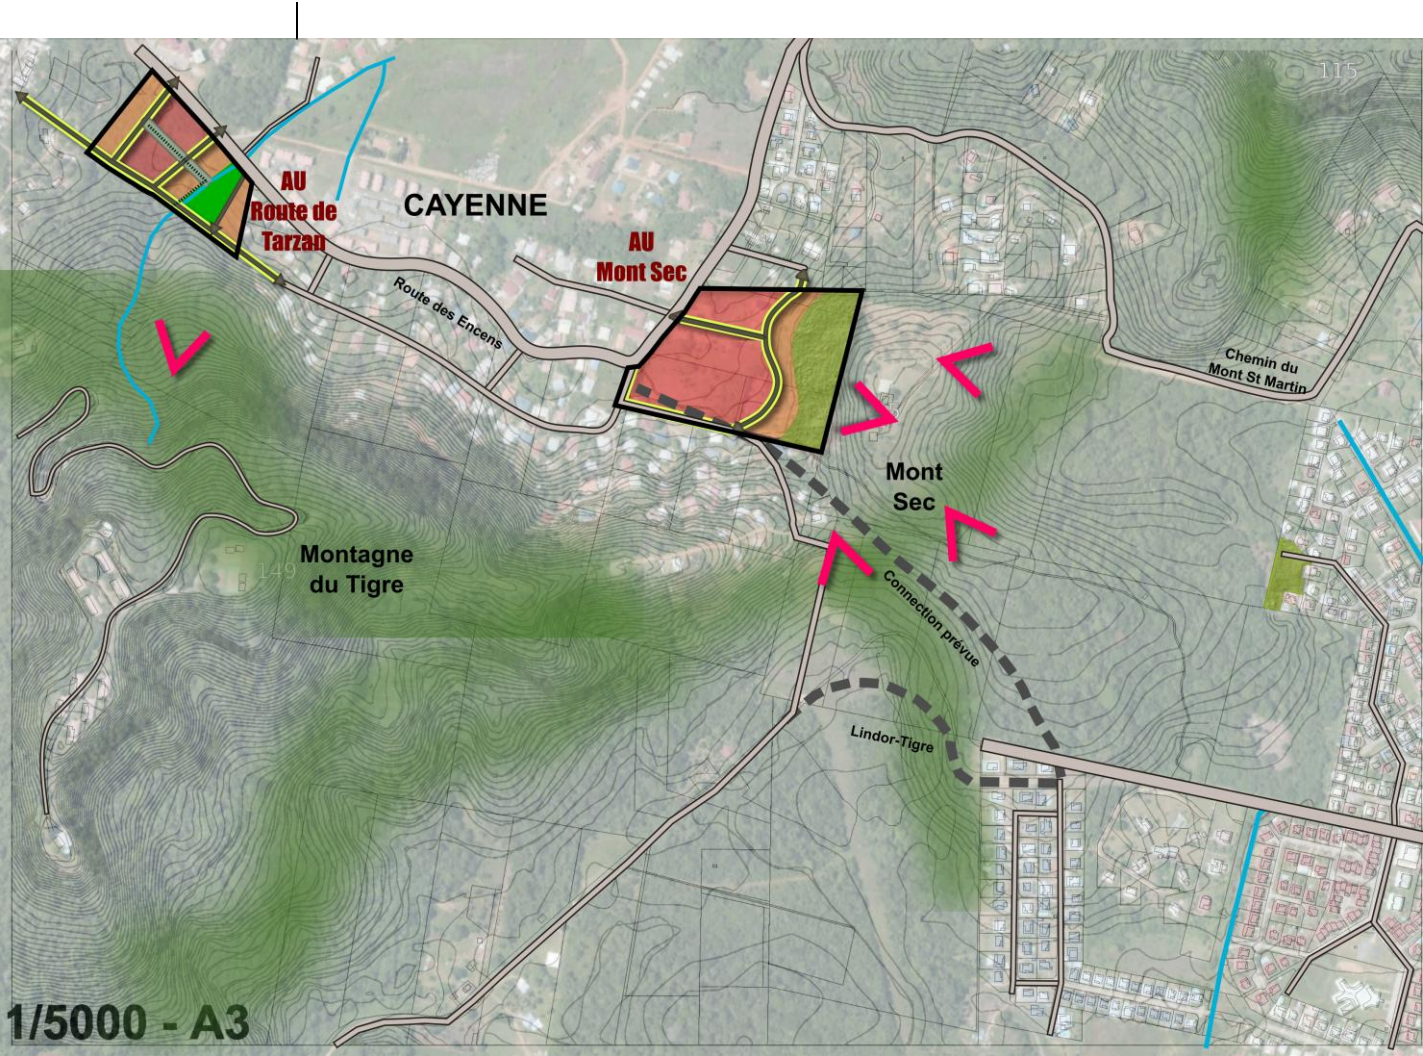 115
AU
Route de
Tarzan
CAYENNE
AU
Mont Sec
Route des Encens
Chemin du
Mont St Martin
Mont
Sec
Montagne
du Tigre
149
Connection prévue
Lindor-Tigre
1/5000 - A3